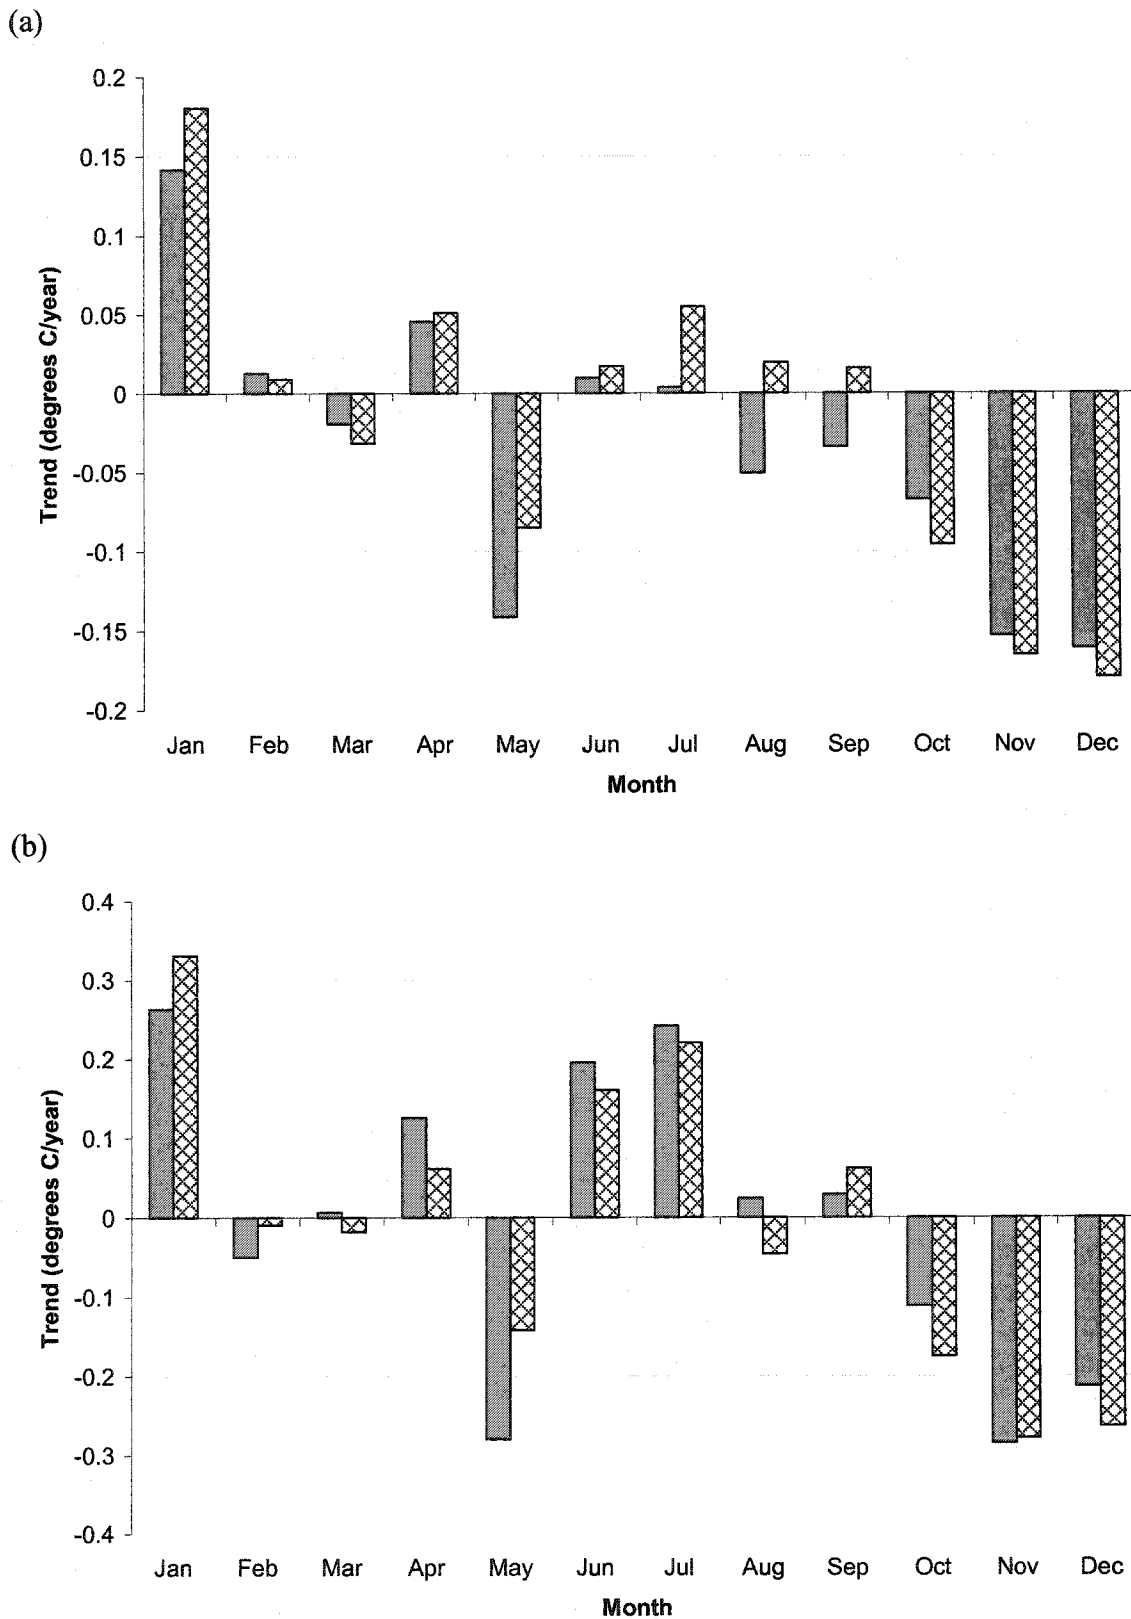 (a)
0.2
0.15
0.1
0.05
0
-0.05
-0.1
-0.15
-0.2
Trend (degrees C/year)
Jan Feb Mar Apr May Jun Jul Aug Sep Oct Nov Dec
Month
(b)
0.4
0.3
0.2
0.1
0
-0.1
-0.2
-0.3
-0.4
Trend (degrees C/year)
Jan Feb Mar Apr May Jun Jul Aug Sep Oct Nov Dec
Month